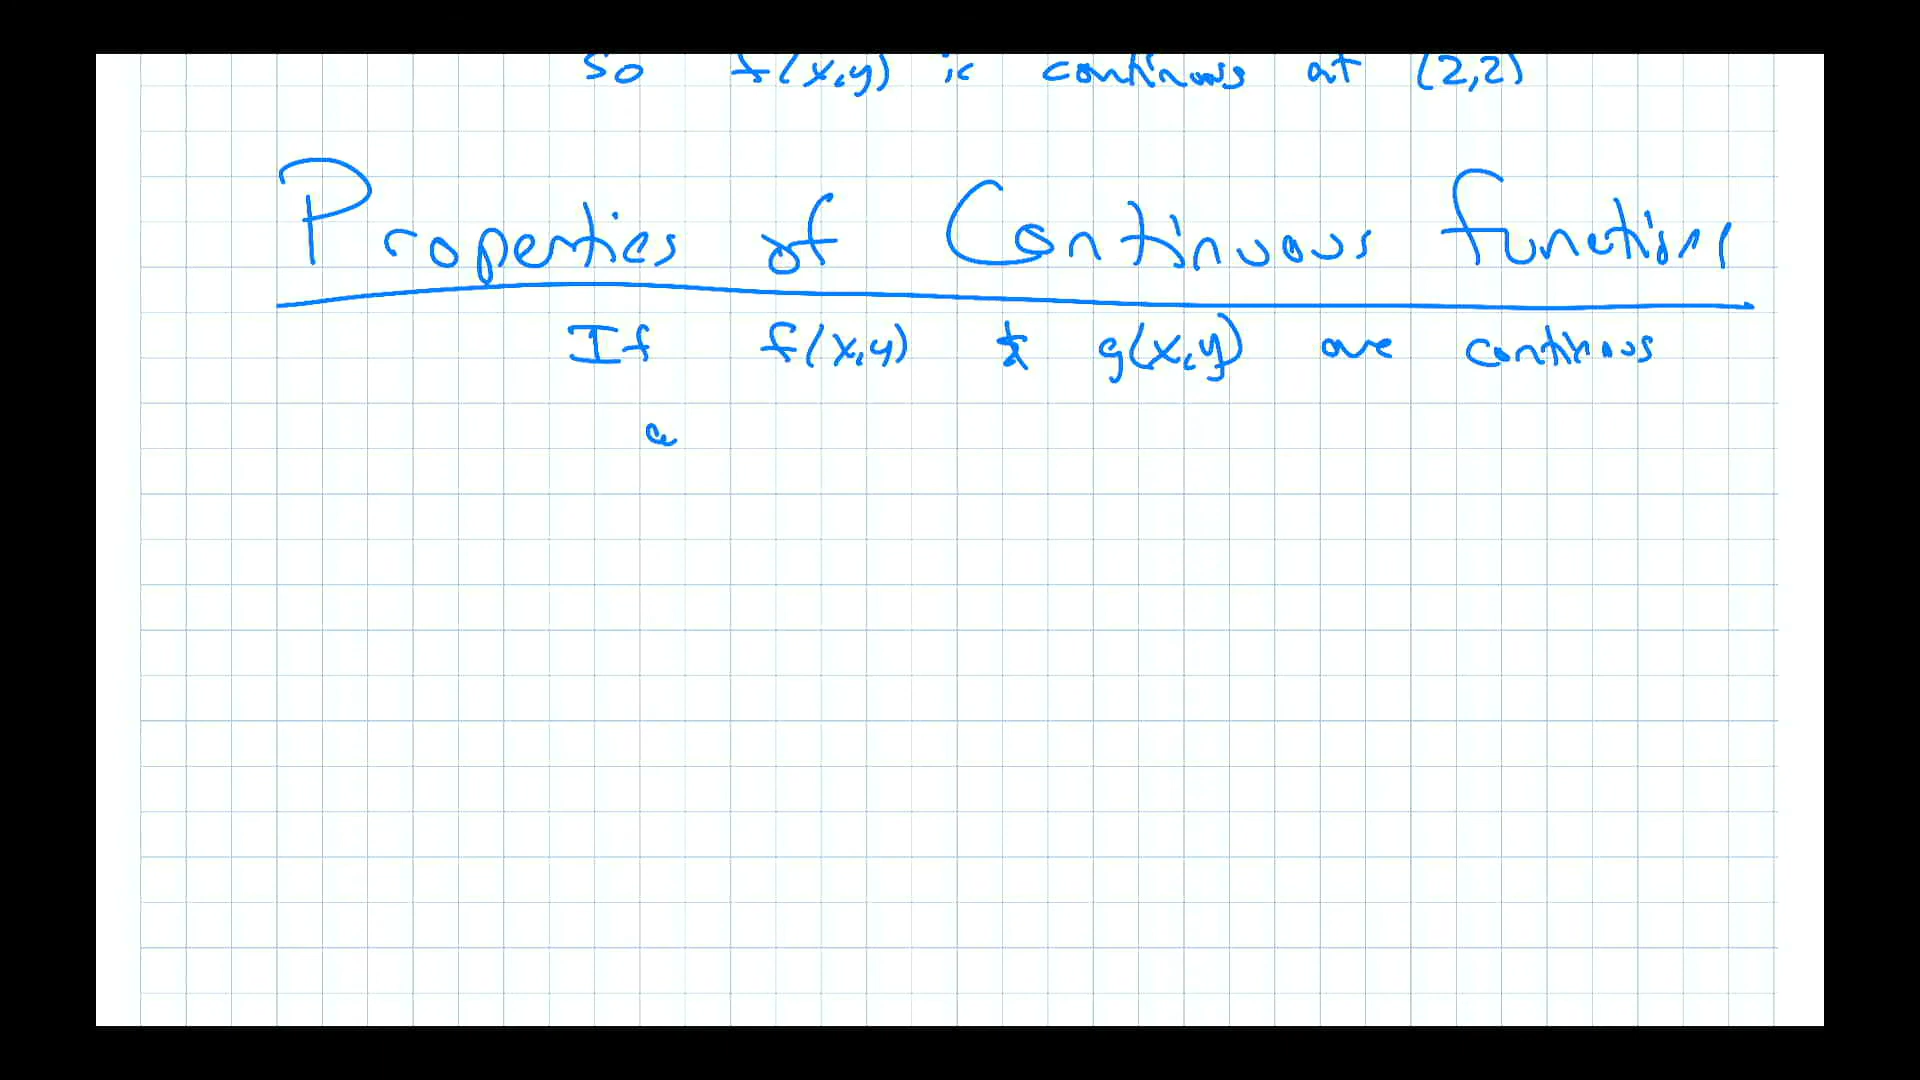 So f(x,y) is continuous at (2,2)
Properties of Continuous functions
If f(x,y) & g(x,y) are continuous
a